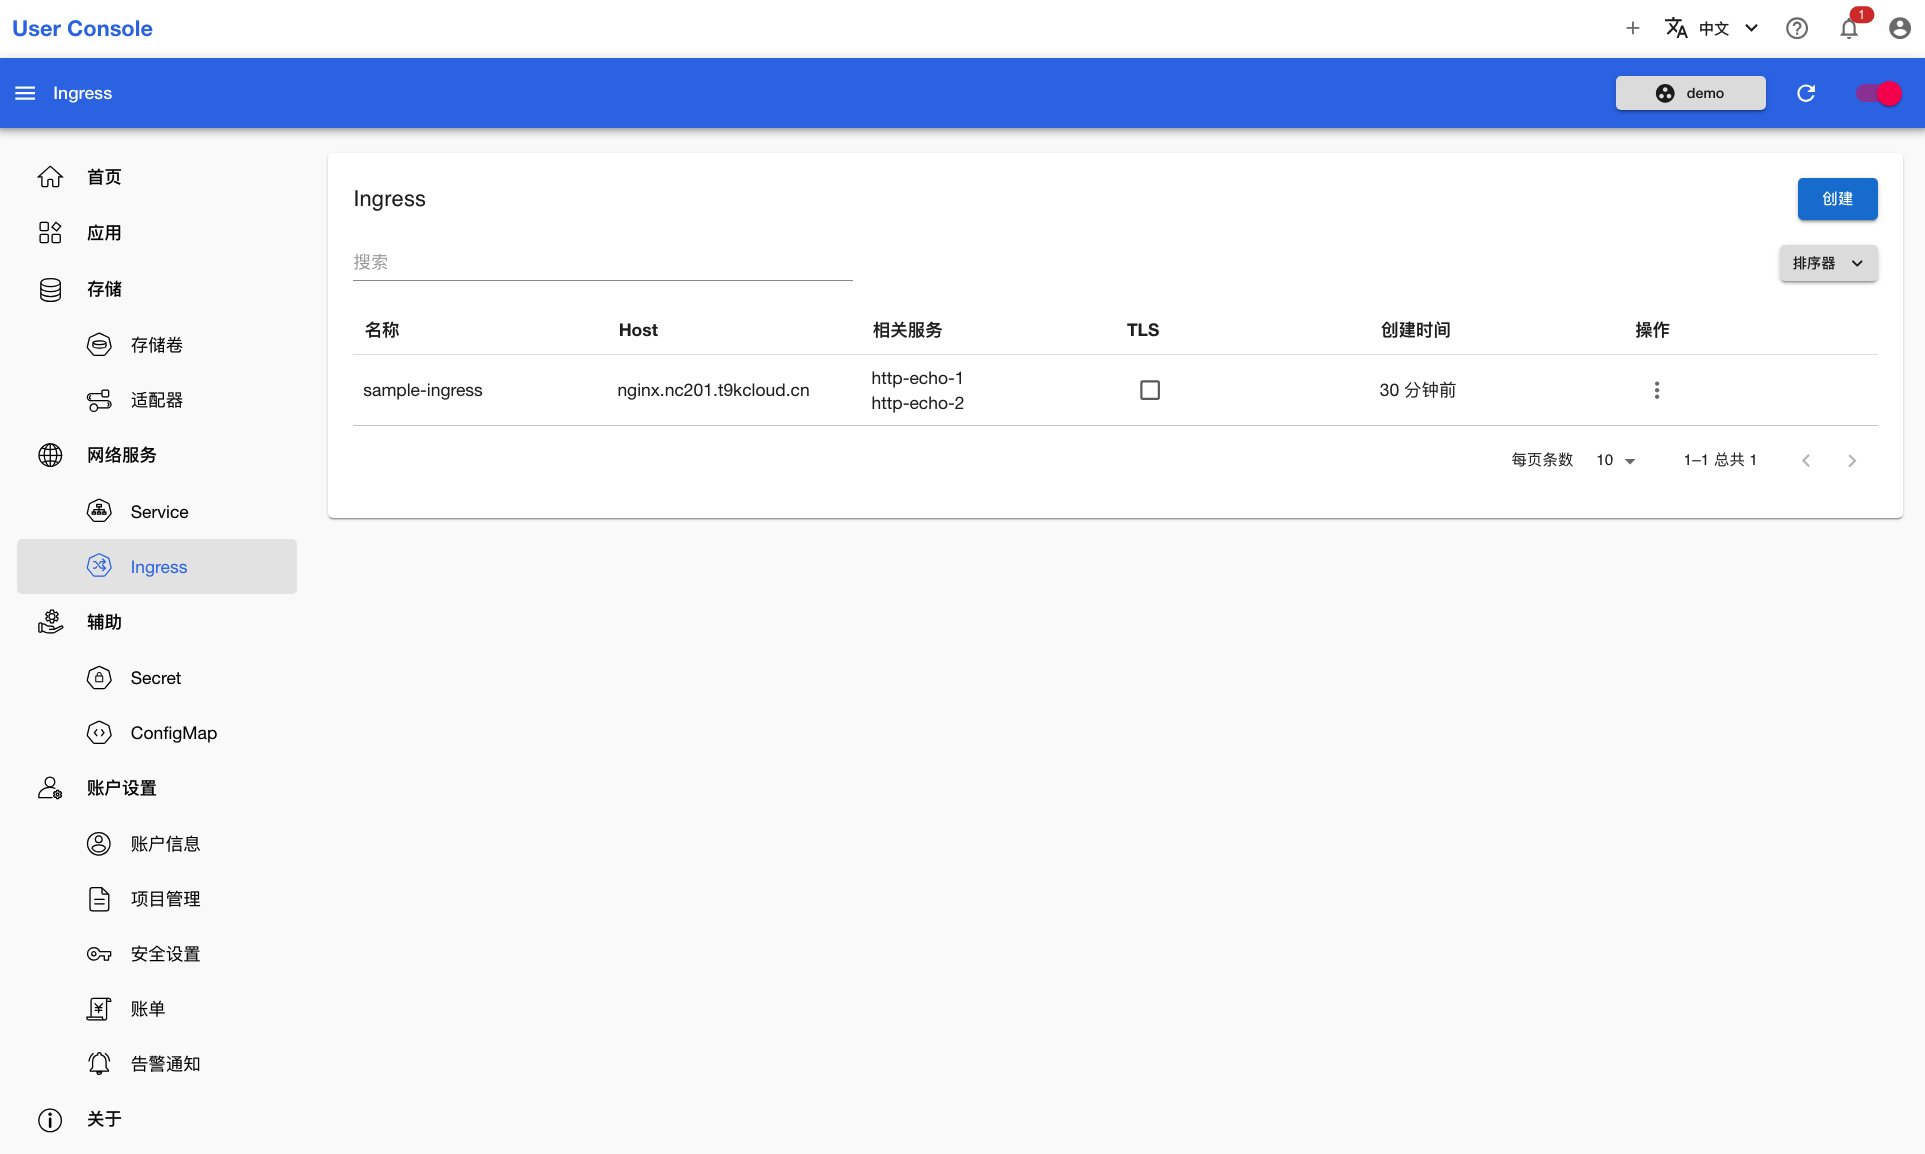 User Console
中文
1
Ingress
demo
首页
应用
存储
存储卷
适配器
网络服务
Service
Ingress
辅助
Secret
ConfigMap
账户设置
账户信息
项目管理
安全设置
账单
告警通知
关于
Ingress
创建
搜索
排序器
名称 Host 相关服务 TLS 创建时间 操作
sample-ingress nginx.nc201.t9kcloud.cn http-echo-1 30 分钟前
http-echo-2
每页条数 10 1–1 总共 1